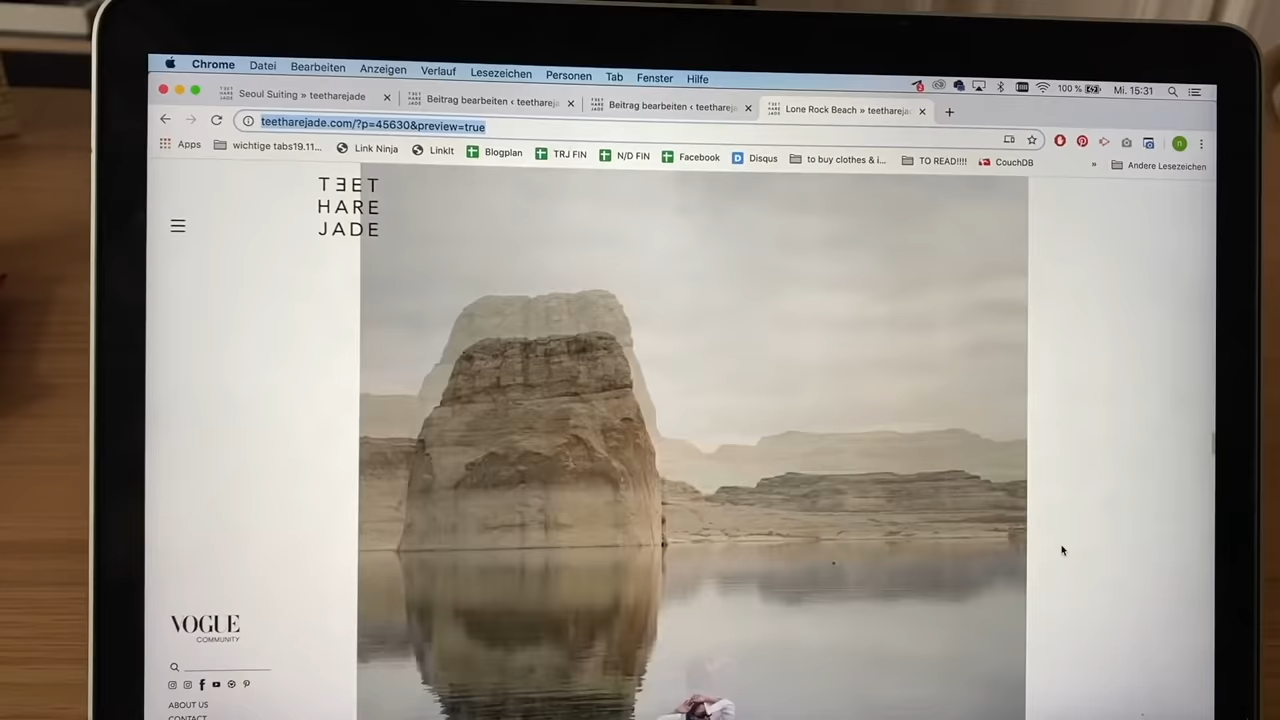 Chrome Datei Bearbeiten Anzeigen Verlauf Lesezeichen Personen Tab Fenster Hilfe 100 % Mi. 15:31
Seoul Suiting » teetharejade Beitrag bearbeiten ‹ teethareja Beitrag bearbeiten ‹ teethareja Lone Rock Beach » teethareja
teetharejade.com/?p=45630&preview=true
Apps wichtige tabs19.11... Link Ninja LinkIt Blogplan TRJ FIN N/D FIN Facebook Disqus to buy clothes & i... TO READ!!!! CouchDB » Andere Lesezeichen
TEET
HARE
JADE
VOGUE
COMMUNITY
ABOUT US
CONTACT